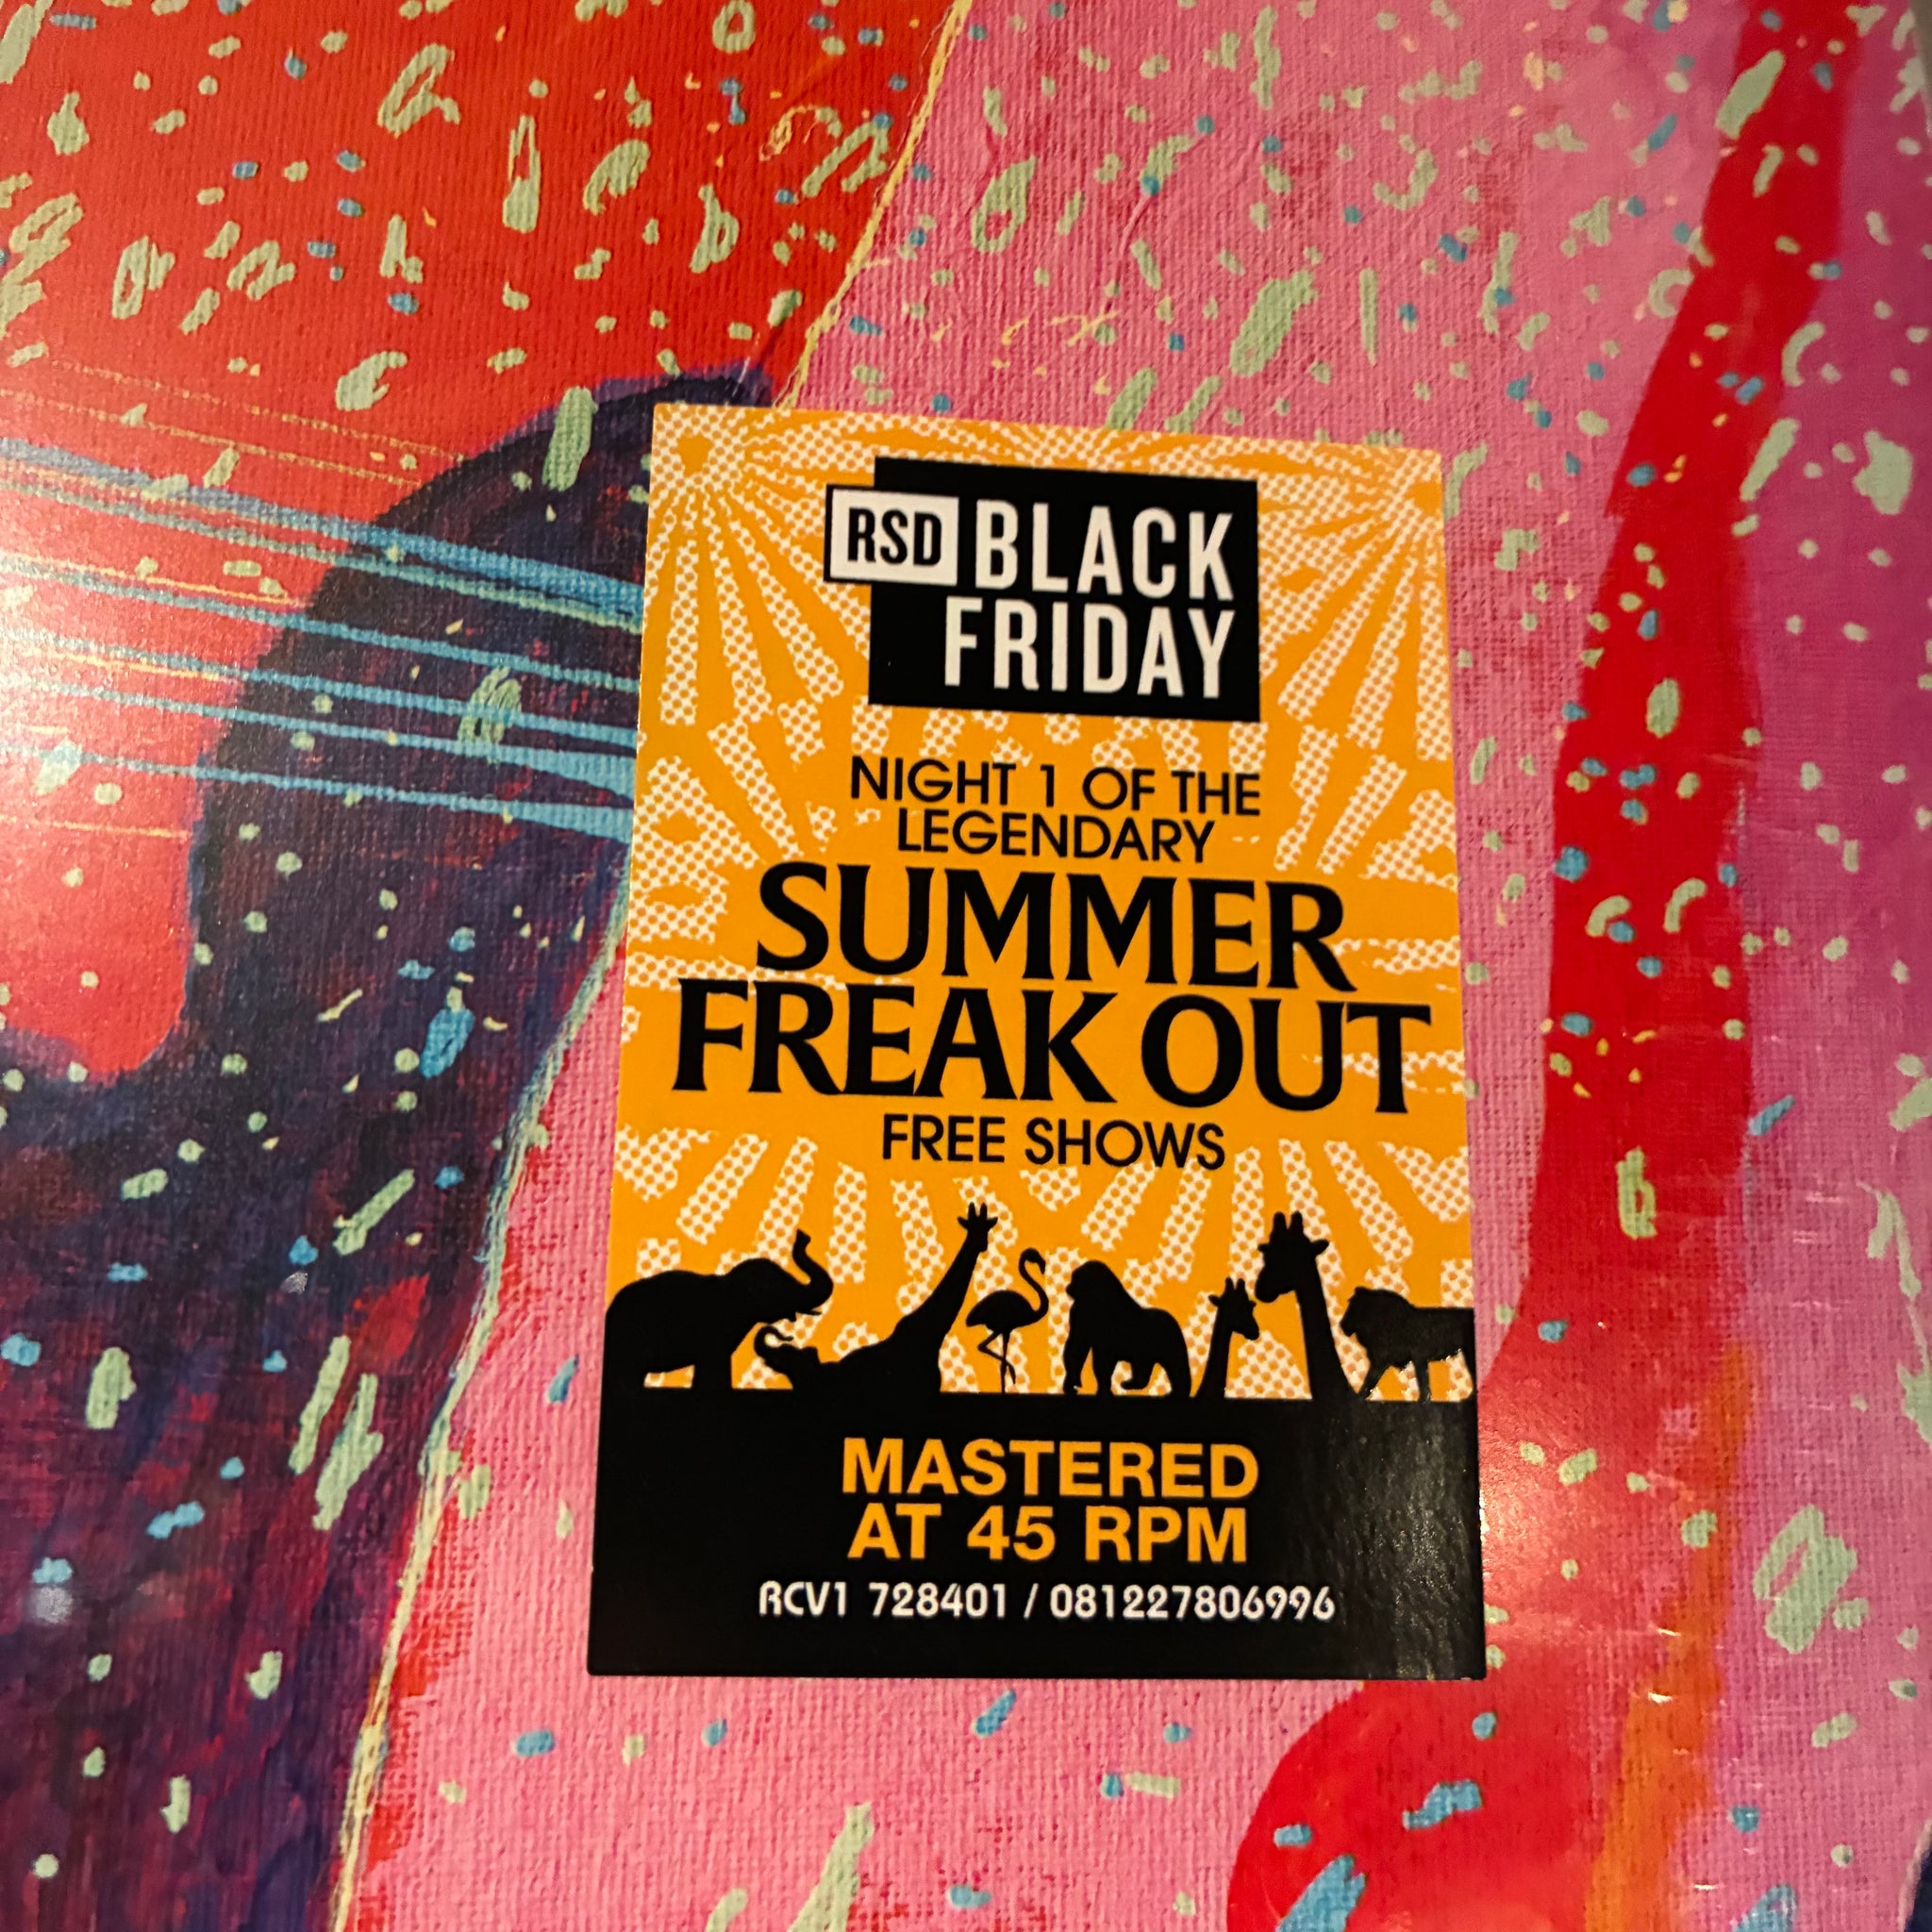 RSD BLACK
FRIDAY
NIGHT 1 OF THE
LEGENDARY
SUMMER
FREAK OUT
FREE SHOWS
MASTERED
AT 45 RPM
RCV1 728401 / 081227806996